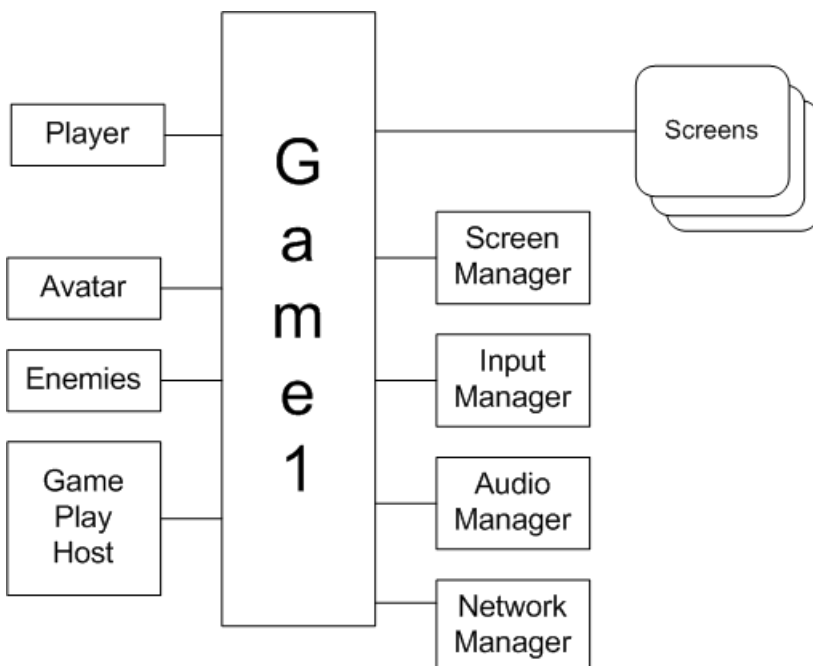 Player
Avatar
Enemies
Game
Play
Host
G
a
m
e
1
Screens
Screen
Manager
Input
Manager
Audio
Manager
Network
Manager